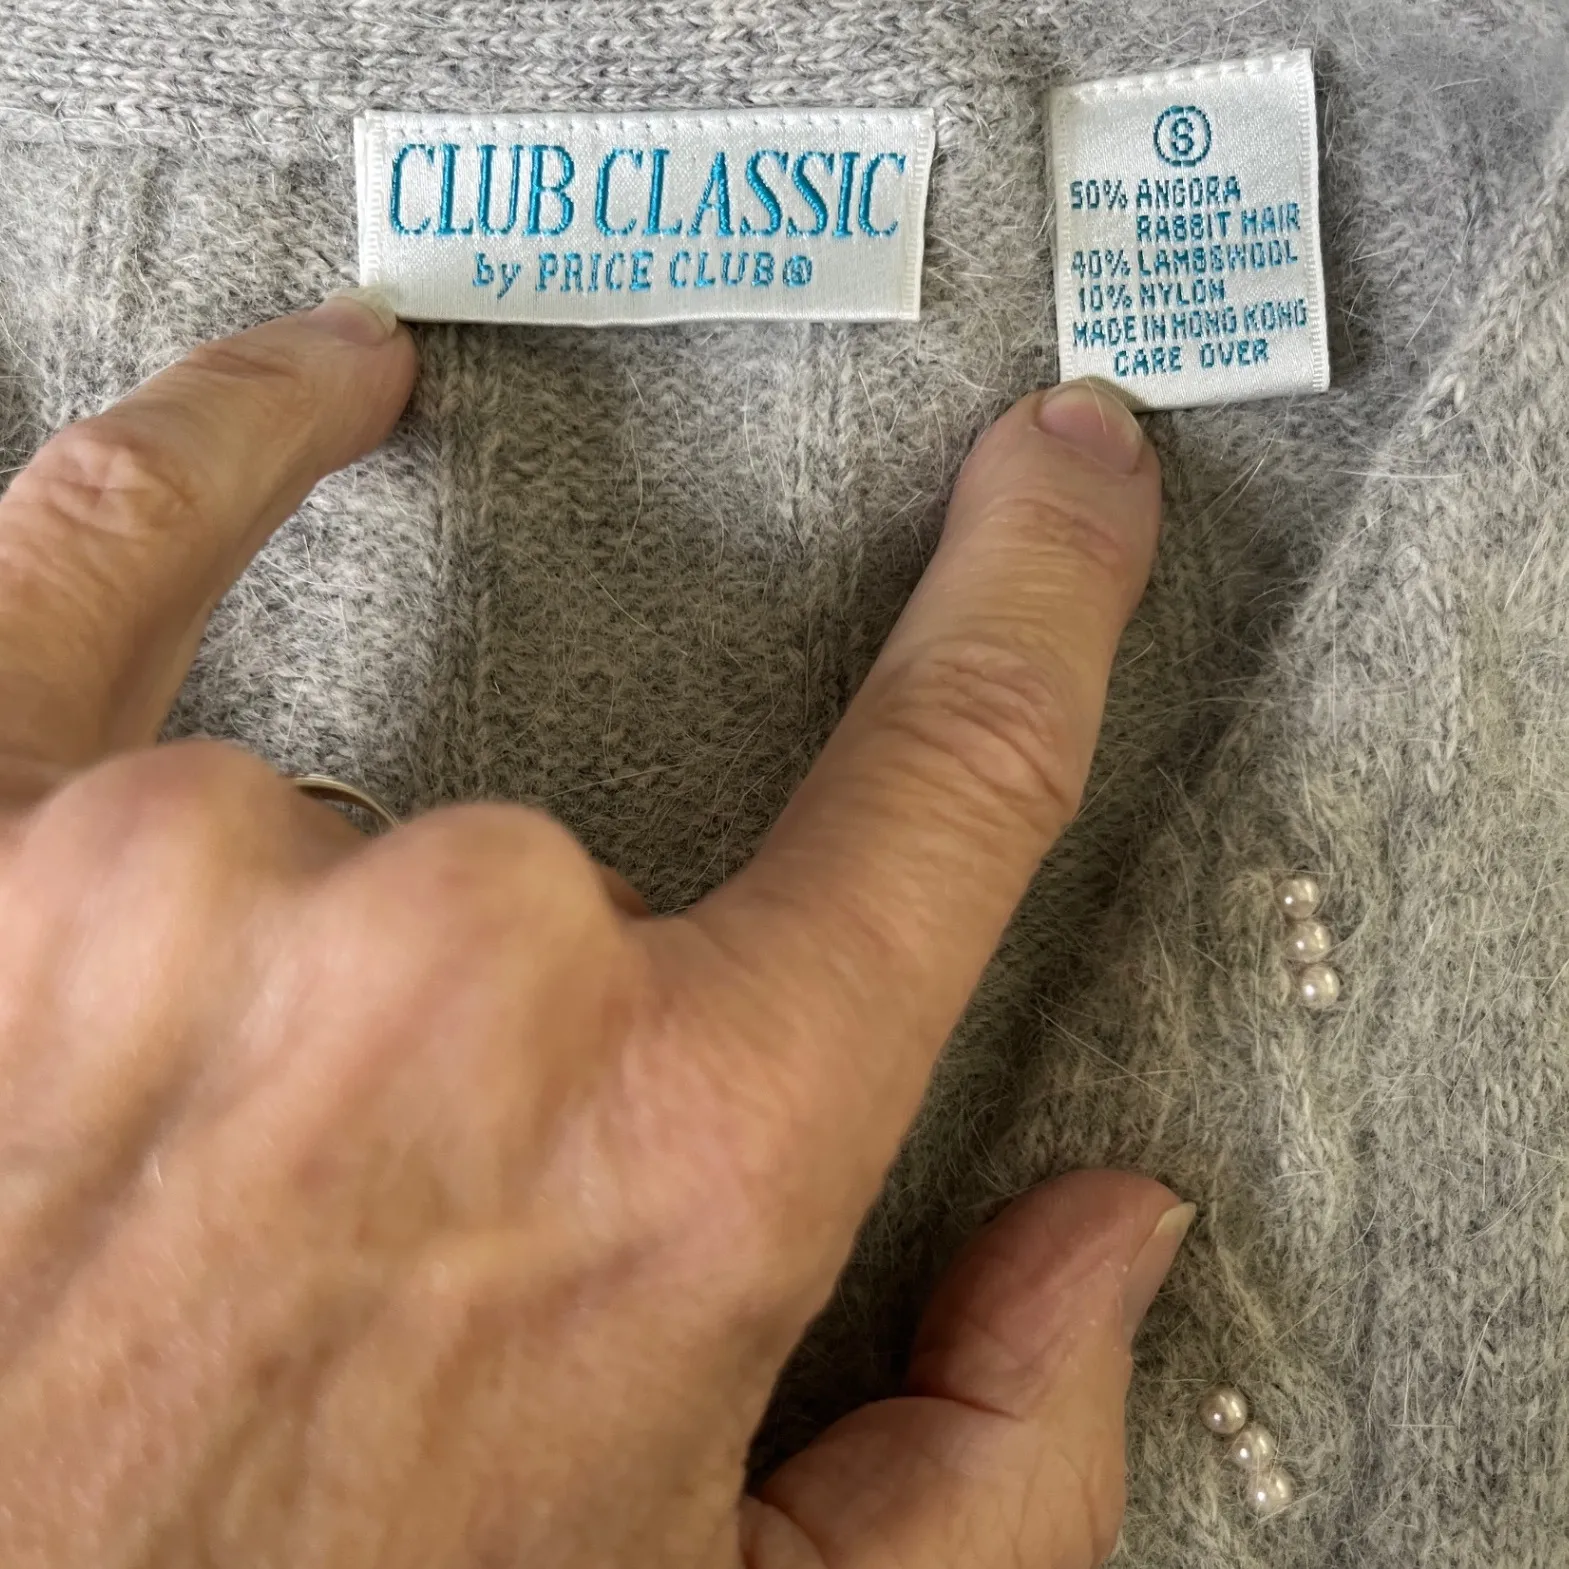 CLUB CLASSIC
by PRICE CLUB®
S
50% ANGORA
RABBIT HAIR
40% LAMBSWOOL
10% NYLON
MADE IN HONG KONG
CARE OVER